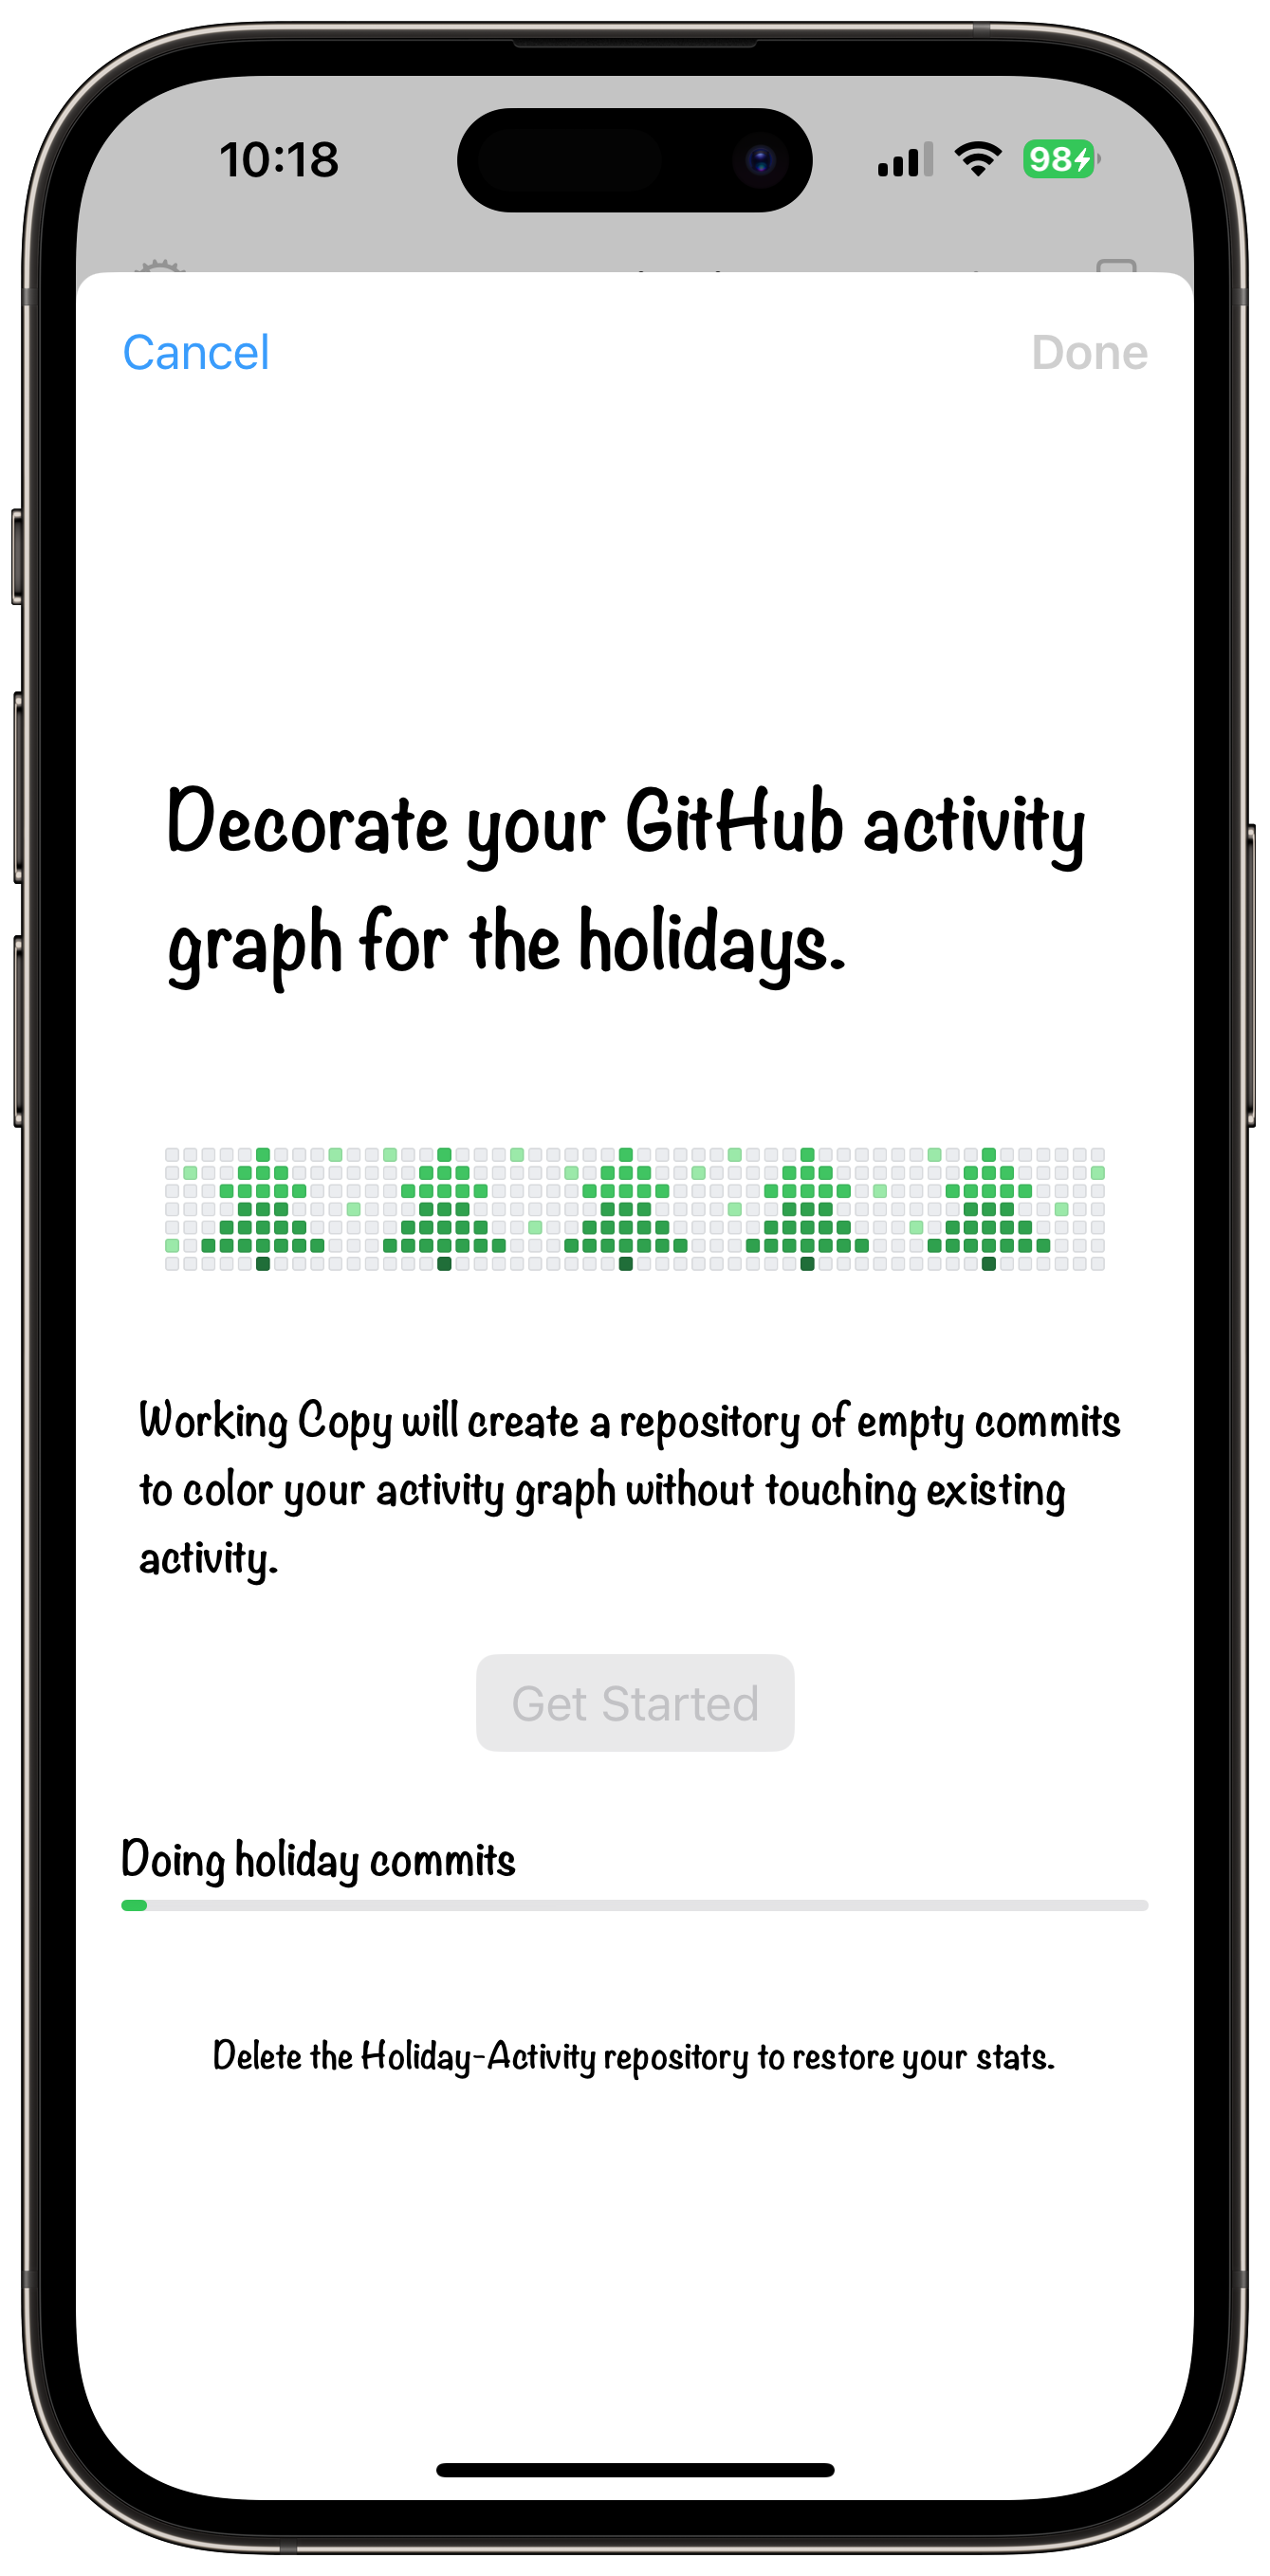 10:18
98
Cancel
Done
Decorate your GitHub activity
graph for the holidays.
Working Copy will create a repository of empty commits
to color your activity graph without touching existing
activity.
Get Started
Doing holiday commits
Delete the Holiday-Activity repository to restore your stats.